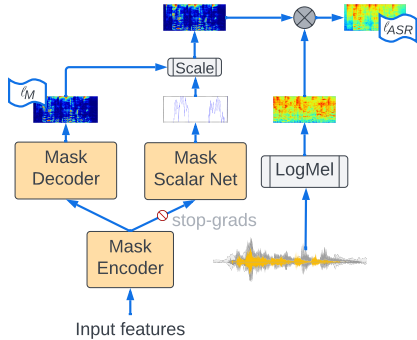 ℓASR
Scale
ℓM
Mask
Decoder
Mask
Scalar Net
LogMel
stop-grads
Mask
Encoder
Input features